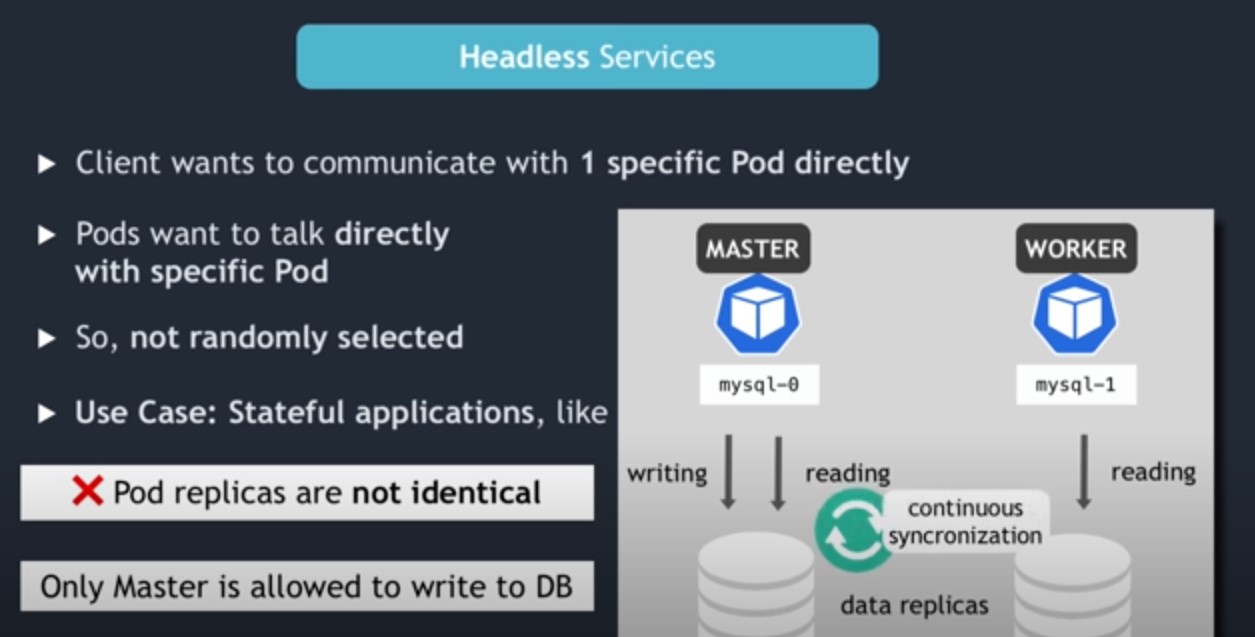 Headless Services
Client wants to communicate with 1 specific Pod directly
Pods want to talk directly
with specific Pod
So, not randomly selected
Use Case: Stateful applications, like
Pod replicas are not identical
Only Master is allowed to write to DB
MASTER
WORKER
mysql-0
mysql-1
writing
reading
reading
continuous
syncronization
data replicas